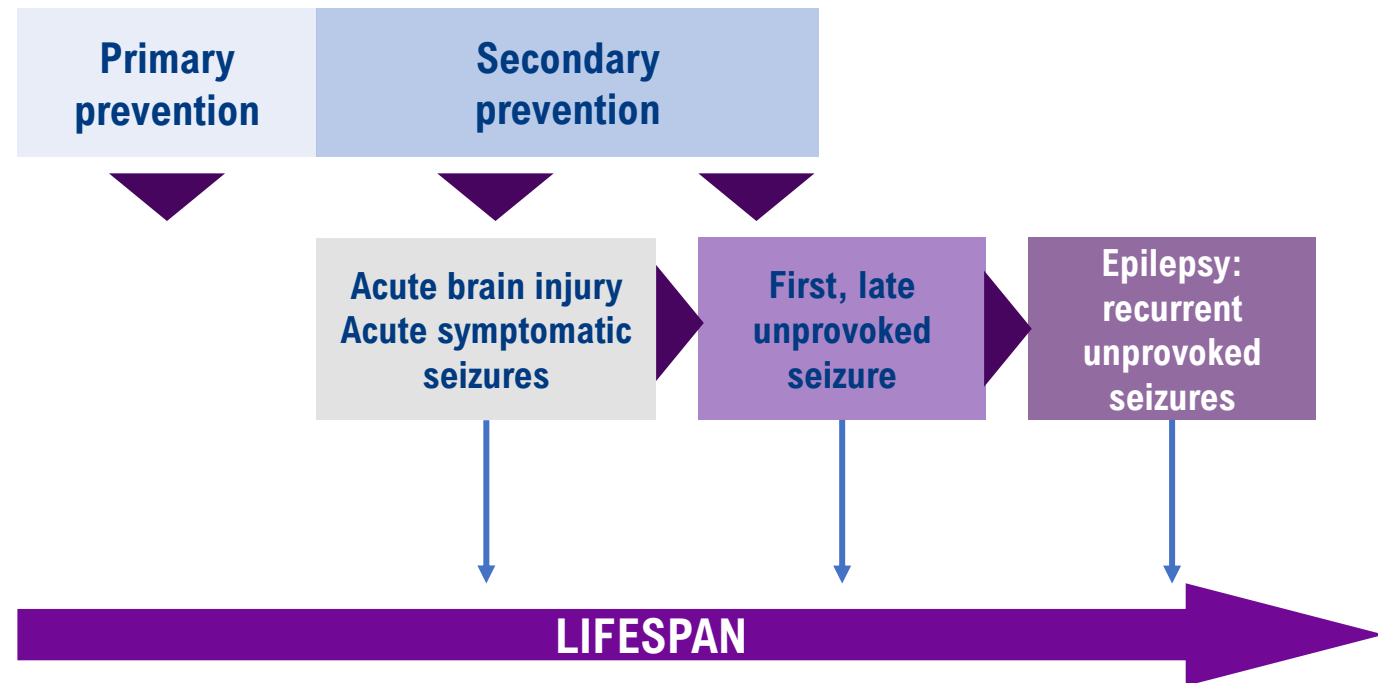 Primary
prevention
Secondary
prevention
Acute brain injury
Acute symptomatic
seizures
First, late
unprovoked
seizure
Epilepsy:
recurrent
unprovoked
seizures
LIFESPAN